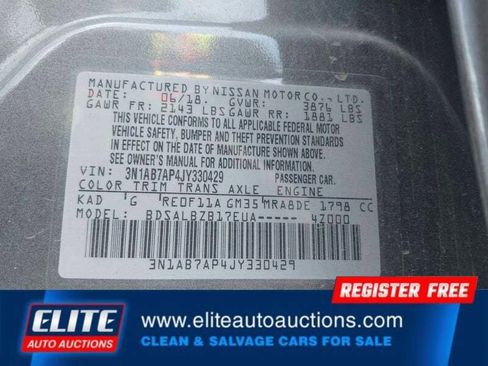 MANUFACTURED BY NISSAN MOTOR CO., LTD.
DATE: 06/18. GVWR: 3876 LBS
GAWR FR: 2143 LBS GAWR RR: 1881 LBS
THIS VEHICLE CONFORMS TO ALL APPLICABLE FEDERAL MOTOR
VEHICLE SAFETY, BUMPER AND THEFT PREVENTION STANDARDS
IN EFFECT ON THE DATE OF MANUFACTURE SHOWN ABOVE.
SEE OWNER'S MANUAL FOR ADDITIONAL INFORMATION.
VIN: 3N1AB7AP4JY330429 PASSENGER CAR.
COLOR TRIM TRANS AXLE ENGINE
KAD G RE0F11A GM35 MRA8DE 1798 CC
MODEL: BDSALBZB17EUA----- 4Z000
3N1AB7AP4JY330429
REGISTER FREE
ELITE
AUTO AUCTIONS
www.eliteautoauctions.com
CLEAN & SALVAGE CARS FOR SALE